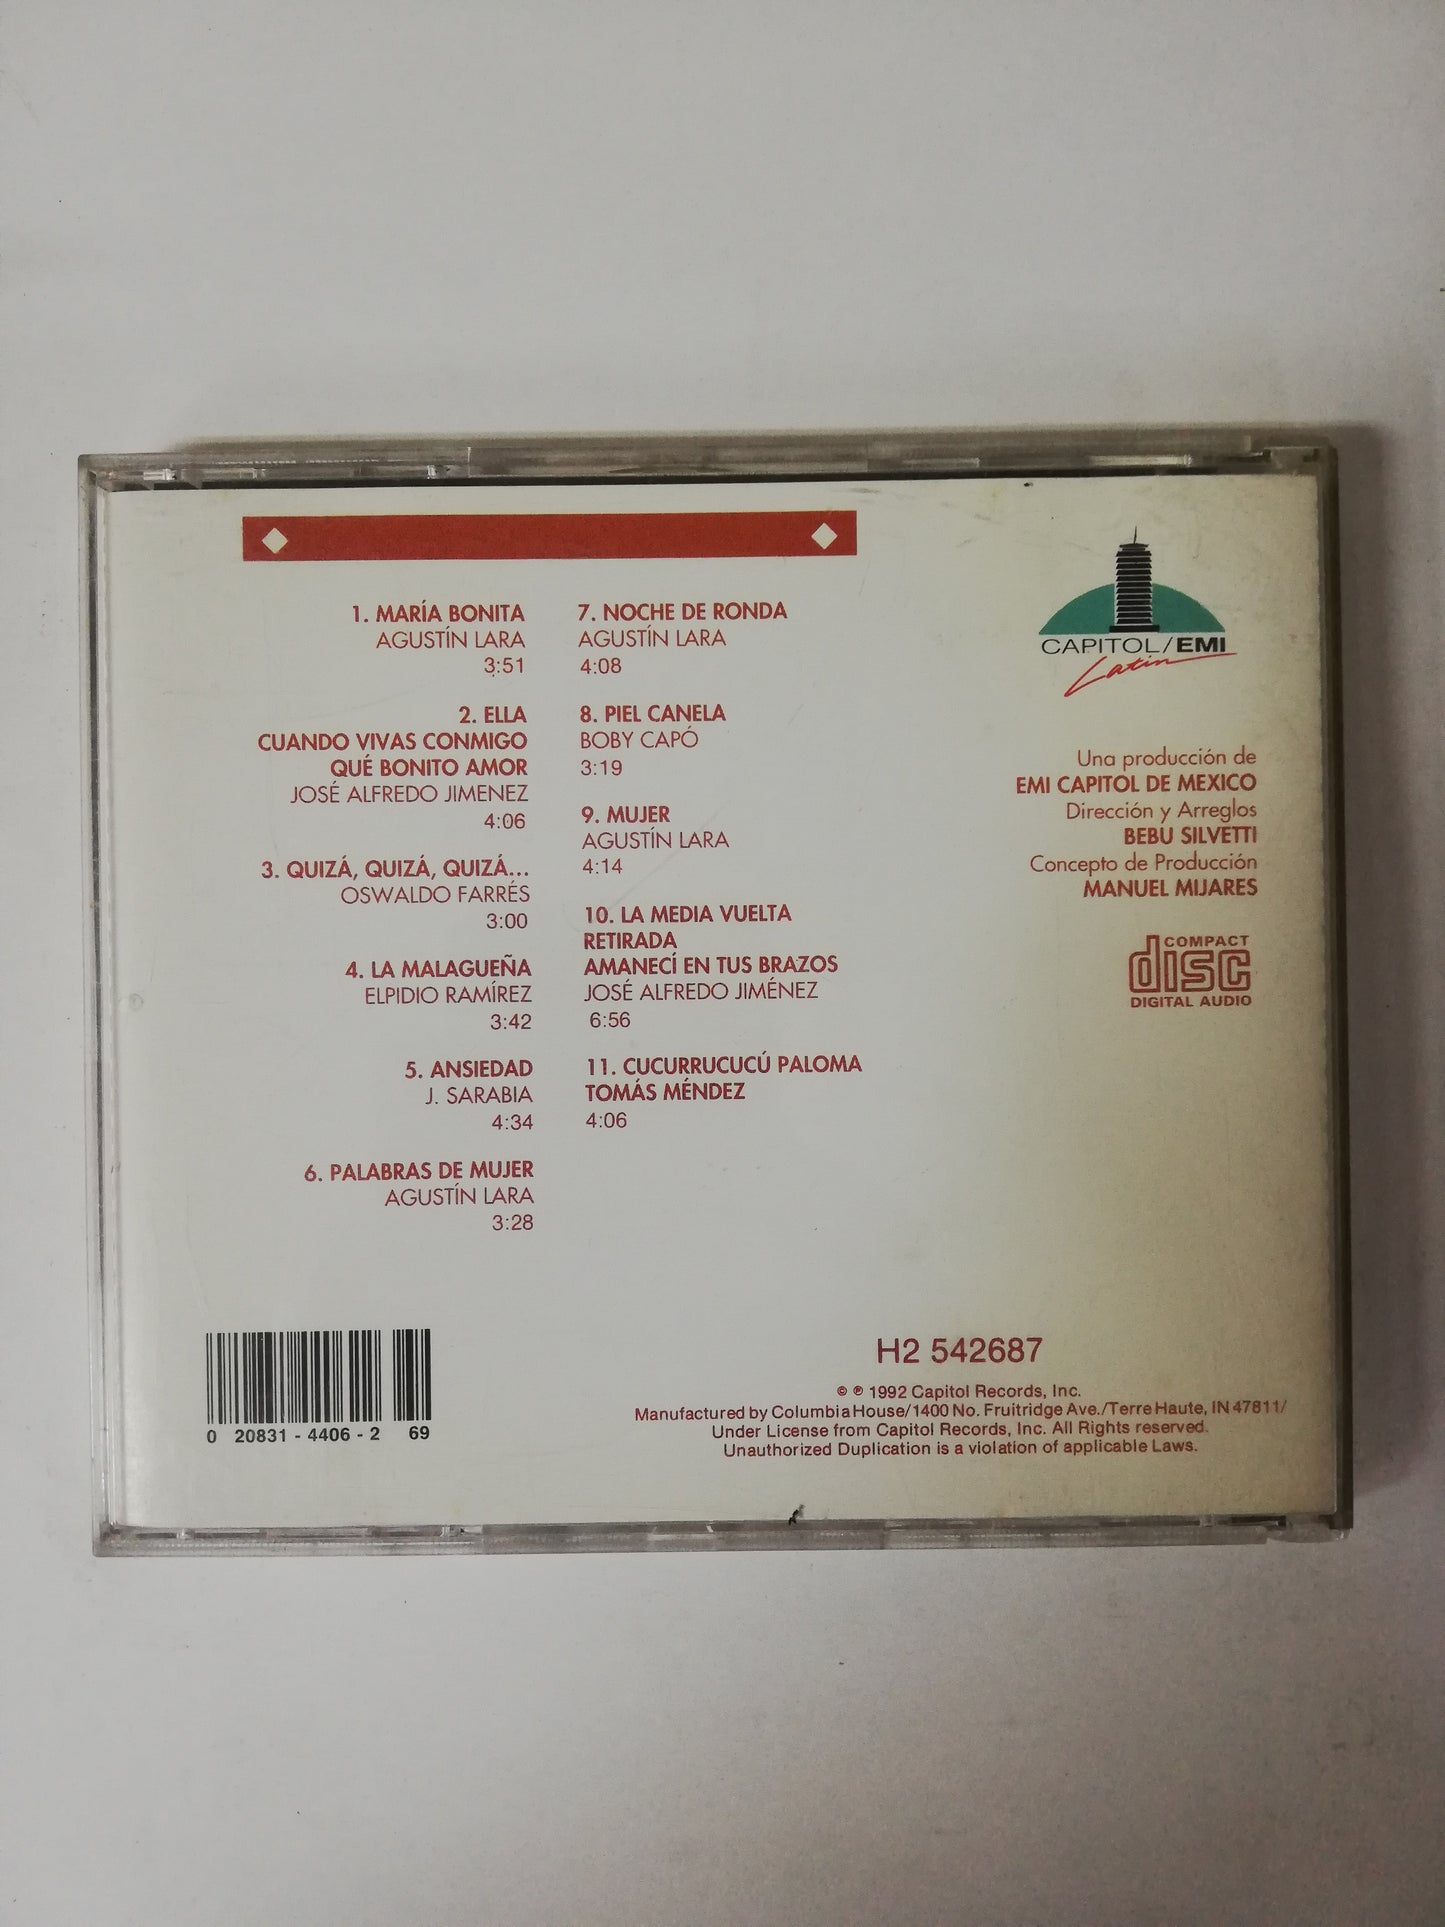 1. MARÍA BONITA
AGUSTÍN LARA
3:51
2. ELLA
CUANDO VIVAS CONMIGO
QUÉ BONITO AMOR
JOSÉ ALFREDO JIMENEZ
4:06
3. QUIZÁ, QUIZÁ, QUIZÁ...
OSWALDO FARRÉS
3:00
4. LA MALAGUEÑA
ELPIDIO RAMÍREZ
3:42
5. ANSIEDAD
J. SARABIA
4:34
6. PALABRAS DE MUJER
AGUSTÍN LARA
3:28
7. NOCHE DE RONDA
AGUSTÍN LARA
4:08
8. PIEL CANELA
BOBY CAPÓ
3:19
9. MUJER
AGUSTÍN LARA
4:14
10. LA MEDIA VUELTA
RETIRADA
AMANECÍ EN TUS BRAZOS
JOSÉ ALFREDO JIMÉNEZ
6:56
11. CUCURRUCUCÚ PALOMA
TOMÁS MÉNDEZ
4:06
CAPITOL/EMI
Latin
Una producción de
EMI CAPITOL DE MEXICO
Dirección y Arreglos
BEBU SILVETTI
Concepto de Producción
MANUEL MIJARES
COMPACT
disc
DIGITAL AUDIO
0 20831 - 4406 - 2 69
H2 542687
© ℗ 1992 Capitol Records, Inc.
Manufactured by Columbia House/1400 No. Fruitridge Ave./Terre Haute, IN 47811/
Under License from Capitol Records, Inc. All Rights reserved.
Unauthorized Duplication is a violation of applicable Laws.